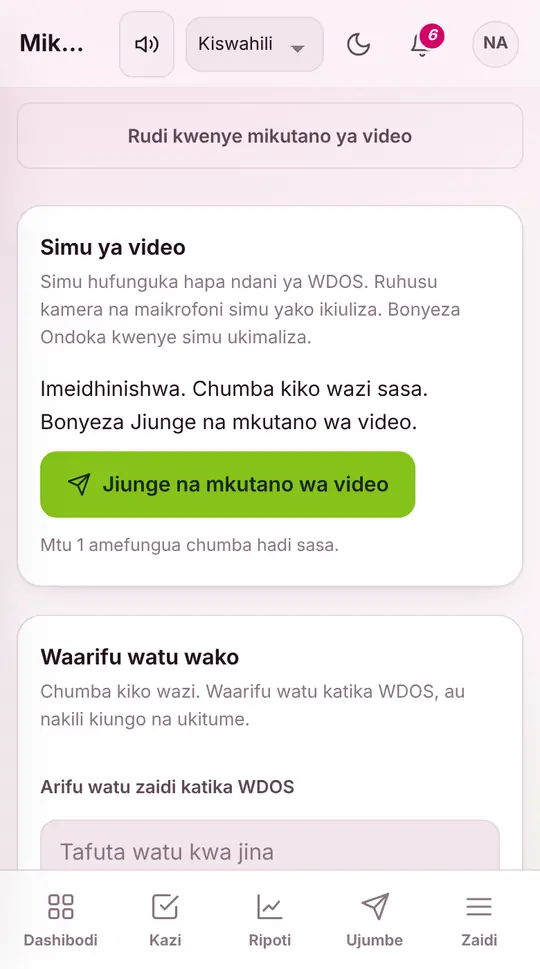 Mik...
Kiswahili
6
NA
Rudi kwenye mikutano ya video
Simu ya video
Simu hufunguka hapa ndani ya WDOS. Ruhusu
kamera na maikrofoni simu yako ikiuliza. Bonyeza
Ondoka kwenye simu ukimaliza.
Imeidhinishwa. Chumba kiko wazi sasa.
Bonyeza Jiunge na mkutano wa video.
Jiunge na mkutano wa video
Mtu 1 amefungua chumba hadi sasa.
Waarifu watu wako
Chumba kiko wazi. Waarifu watu katika WDOS, au
nakili kiungo na ukitume.
Arifu watu zaidi katika WDOS
Tafuta watu kwa jina
Dashibodi
Kazi
Ripoti
Ujumbe
Zaidi